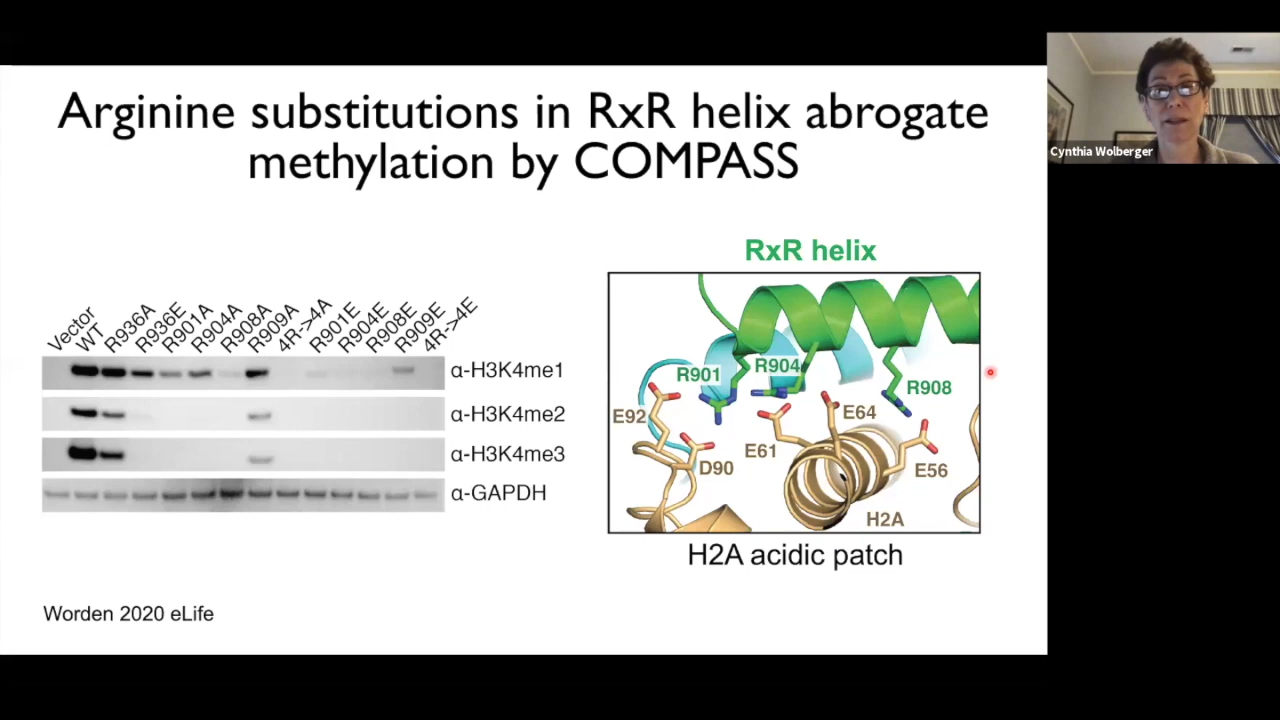 Arginine substitutions in RxR helix abrogate
methylation by COMPASS
Cynthia Wolberger
RxR helix
Vector
WT
R936A
R936E
R901A
R904A
R908A
R909A
4R->4A
R901E
R904E
R908E
R909E
4R->4E
α-H3K4me1
α-H3K4me2
α-H3K4me3
α-GAPDH
R901
R904
R908
E92
E64
E61
D90
E56
H2A
H2A acidic patch
Worden 2020 eLife